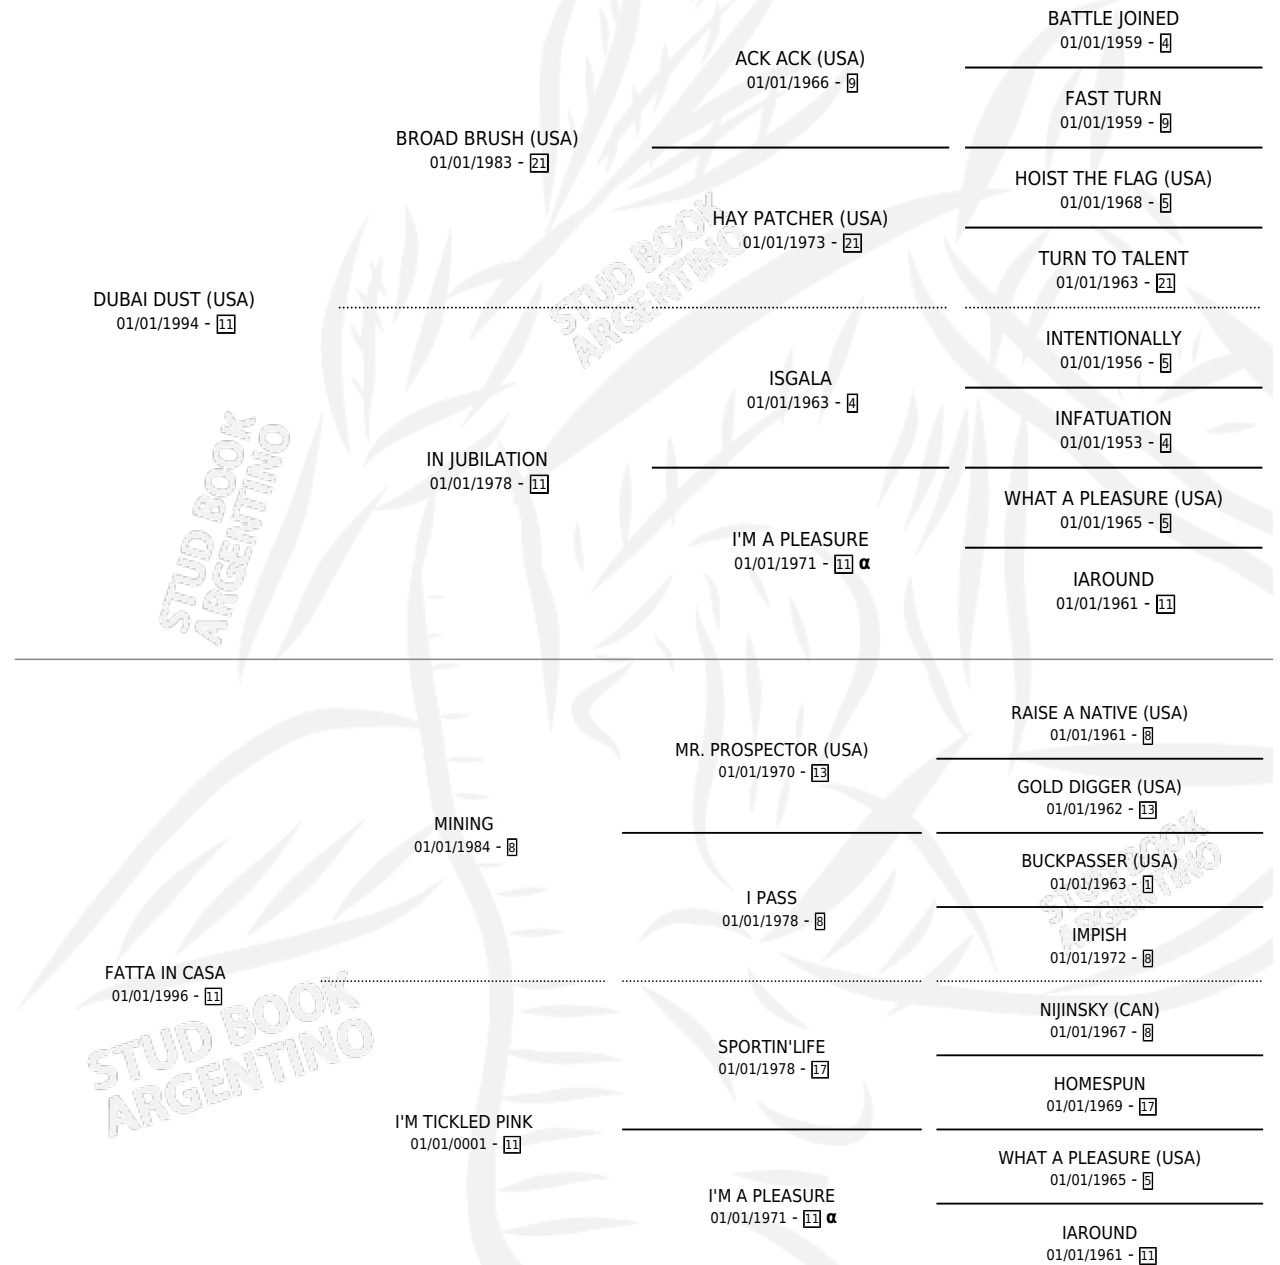 BATTLE JOINED
01/01/1959 - 4
ACK ACK (USA)
01/01/1966 - 9
FAST TURN
01/01/1959 - 9
BROAD BRUSH (USA)
01/01/1983 - 21
HOIST THE FLAG (USA)
01/01/1968 - 5
HAY PATCHER (USA)
01/01/1973 - 21
TURN TO TALENT
01/01/1963 - 21
DUBAI DUST (USA)
01/01/1994 - 11
STUD BOOK
ARGENTINO
INTENTIONALLY
01/01/1956 - 5
ISGALA
01/01/1963 - 4
INFATUATION
01/01/1953 - 4
IN JUBILATION
01/01/1978 - 11
WHAT A PLEASURE (USA)
01/01/1965 - 5
I'M A PLEASURE
01/01/1971 - 11 α
IAROUND
01/01/1961 - 11
STUD BOOK
ARGENTINO
RAISE A NATIVE (USA)
01/01/1961 - 8
MR. PROSPECTOR (USA)
01/01/1970 - 13
GOLD DIGGER (USA)
01/01/1962 - 13
MINING
01/01/1984 - 8
BUCKPASSER (USA)
01/01/1963 - 1
I PASS
01/01/1978 - 8
IMPISH
01/01/1972 - 8
STUD BOOK
ARGENTINO
FATTA IN CASA
01/01/1996 - 11
NIJINSKY (CAN)
01/01/1967 - 8
SPORTIN'LIFE
01/01/1978 - 17
HOMESPUN
01/01/1969 - 17
STUD BOOK
ARGENTINO
I'M TICKLED PINK
01/01/0001 - 11
WHAT A PLEASURE (USA)
01/01/1965 - 5
I'M A PLEASURE
01/01/1971 - 11 α
IAROUND
01/01/1961 - 11